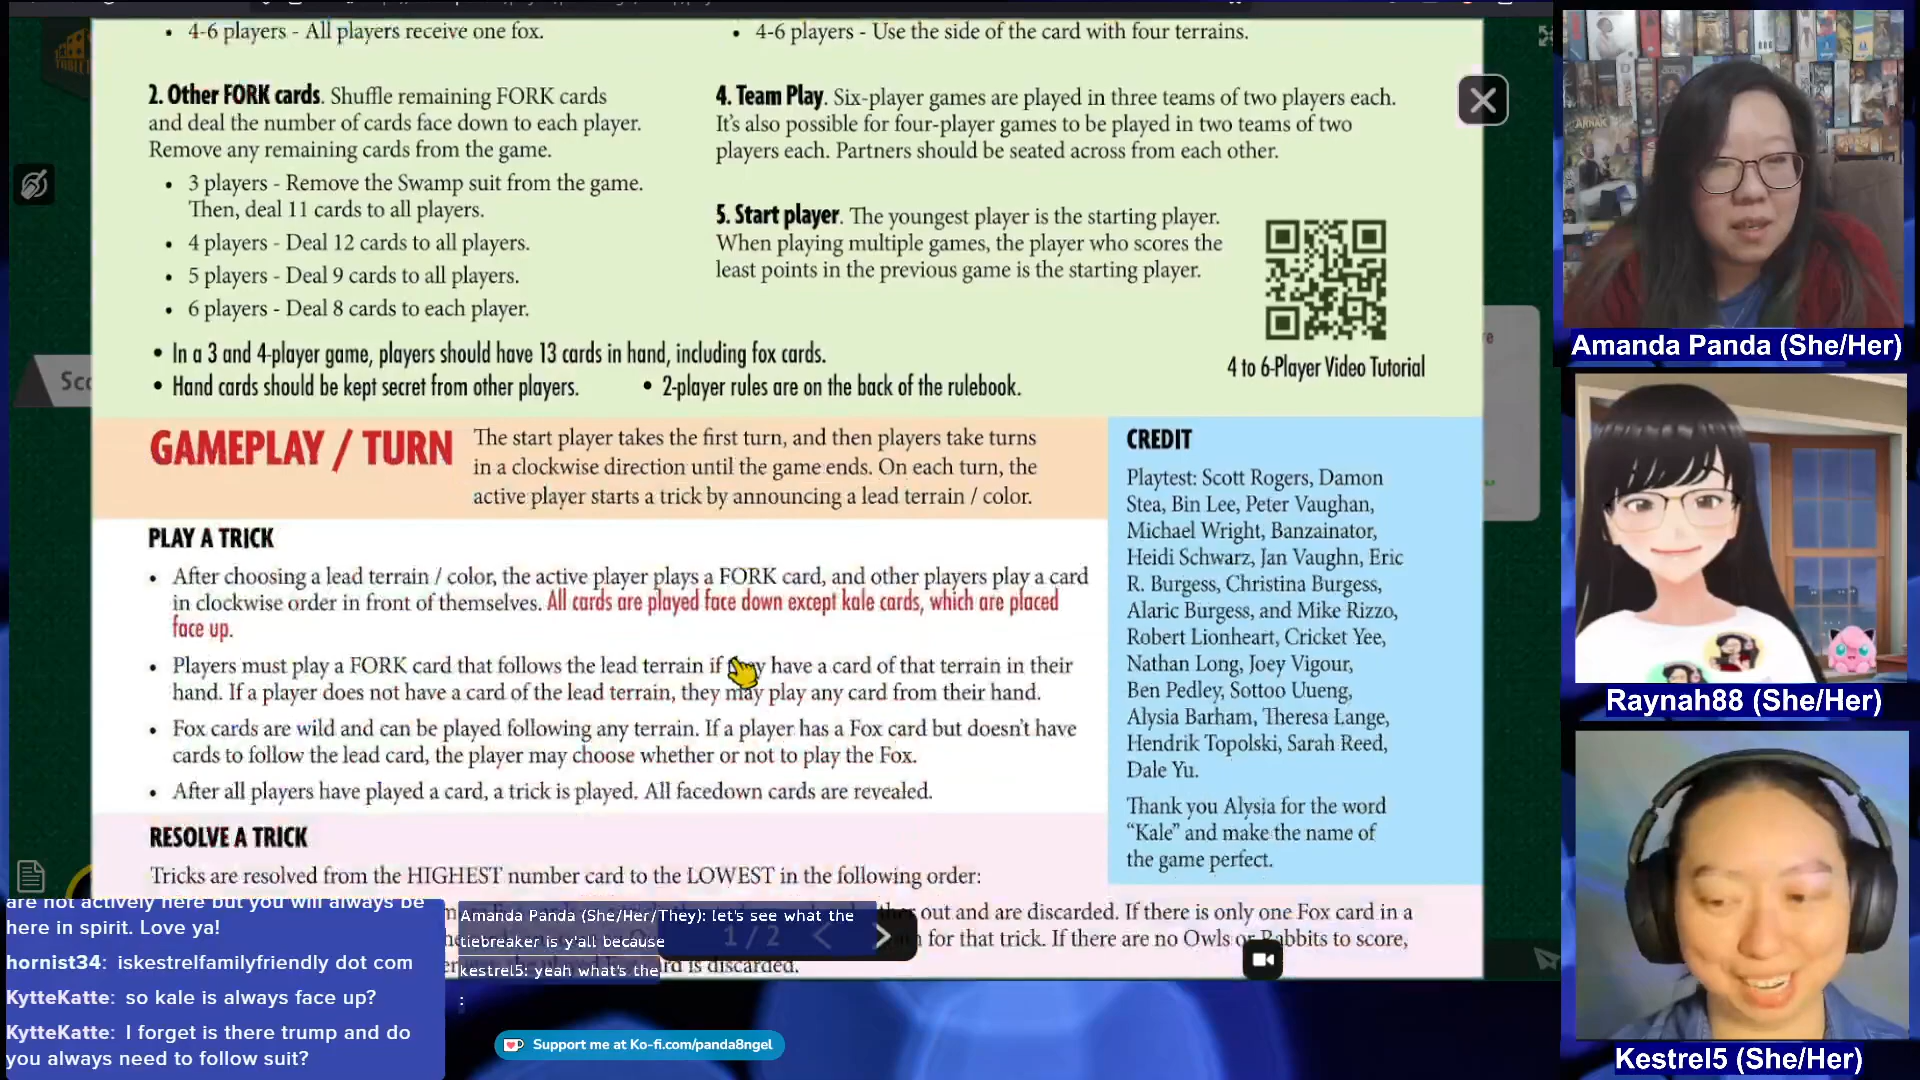 • 4-6 players - All players receive one fox.
• 4-6 players - Use the side of the card with four terrains.
2. Other FORK cards. Shuffle remaining FORK cards
and deal the number of cards face down to each player.
Remove any remaining cards from the game.
• 3 players - Remove the Swamp suit from the game.
Then, deal 11 cards to all players.
• 4 players - Deal 12 cards to all players.
• 5 players - Deal 9 cards to all players.
• 6 players - Deal 8 cards to each player.
4. Team Play. Six-player games are played in three teams of two players each.
It's also possible for four-player games to be played in two teams of two
players each. Partners should be seated across from each other.
5. Start player. The youngest player is the starting player.
When playing multiple games, the player who scores the
least points in the previous game is the starting player.
4 to 6-Player Video Tutorial
• In a 3 and 4-player game, players should have 13 cards in hand, including fox cards.
• Hand cards should be kept secret from other players.
• 2-player rules are on the back of the rulebook.
GAMEPLAY / TURN
The start player takes the first turn, and then players take turns
in a clockwise direction until the game ends. On each turn, the
active player starts a trick by announcing a lead terrain / color.
PLAY A TRICK
• After choosing a lead terrain / color, the active player plays a FORK card, and other players play a card
in clockwise order in front of themselves. All cards are played face down except kale cards, which are placed
face up.
• Players must play a FORK card that follows the lead terrain if they have a card of that terrain in their
hand. If a player does not have a card of the lead terrain, they may play any card from their hand.
• Fox cards are wild and can be played following any terrain. If a player has a Fox card but doesn't have
cards to follow the lead card, the player may choose whether or not to play the Fox.
• After all players have played a card, a trick is played. All facedown cards are revealed.
RESOLVE A TRICK
Tricks are resolved from the HIGHEST number card to the LOWEST in the following order:
out and are discarded. If there is only one Fox card in a
for that trick. If there are no Owls or Rabbits to score,
card is discarded.
CREDIT
Playtest: Scott Rogers, Damon
Stea, Bin Lee, Peter Vaughan,
Michael Wright, Banzainator,
Heidi Schwarz, Jan Vaughn, Eric
R. Burgess, Christina Burgess,
Alaric Burgess, and Mike Rizzo,
Robert Lionheart, Cricket Yee,
Nathan Long, Joey Vigour,
Ben Pedley, Sottoo Uueng,
Alysia Barham, Theresa Lange,
Hendrik Topolski, Sarah Reed,
Dale Yu.
Thank you Alysia for the word
"Kale" and make the name of
the game perfect.
Sco
1 / 2
are not actively here but you will always be
here in spirit. Love ya!
hornist34: iskestrelfamilyfriendly dot com
KytteKatte: so kale is always face up?
KytteKatte: I forget is there trump and do
you always need to follow suit?
Amanda Panda (She/Her/They): let's see what the
tiebreaker is y'all because
kestrel5: yeah what's the
:
Support me at Ko-fi.com/panda8ngel
ARNAK
Amanda Panda (She/Her)
Raynah88 (She/Her)
Kestrel5 (She/Her)